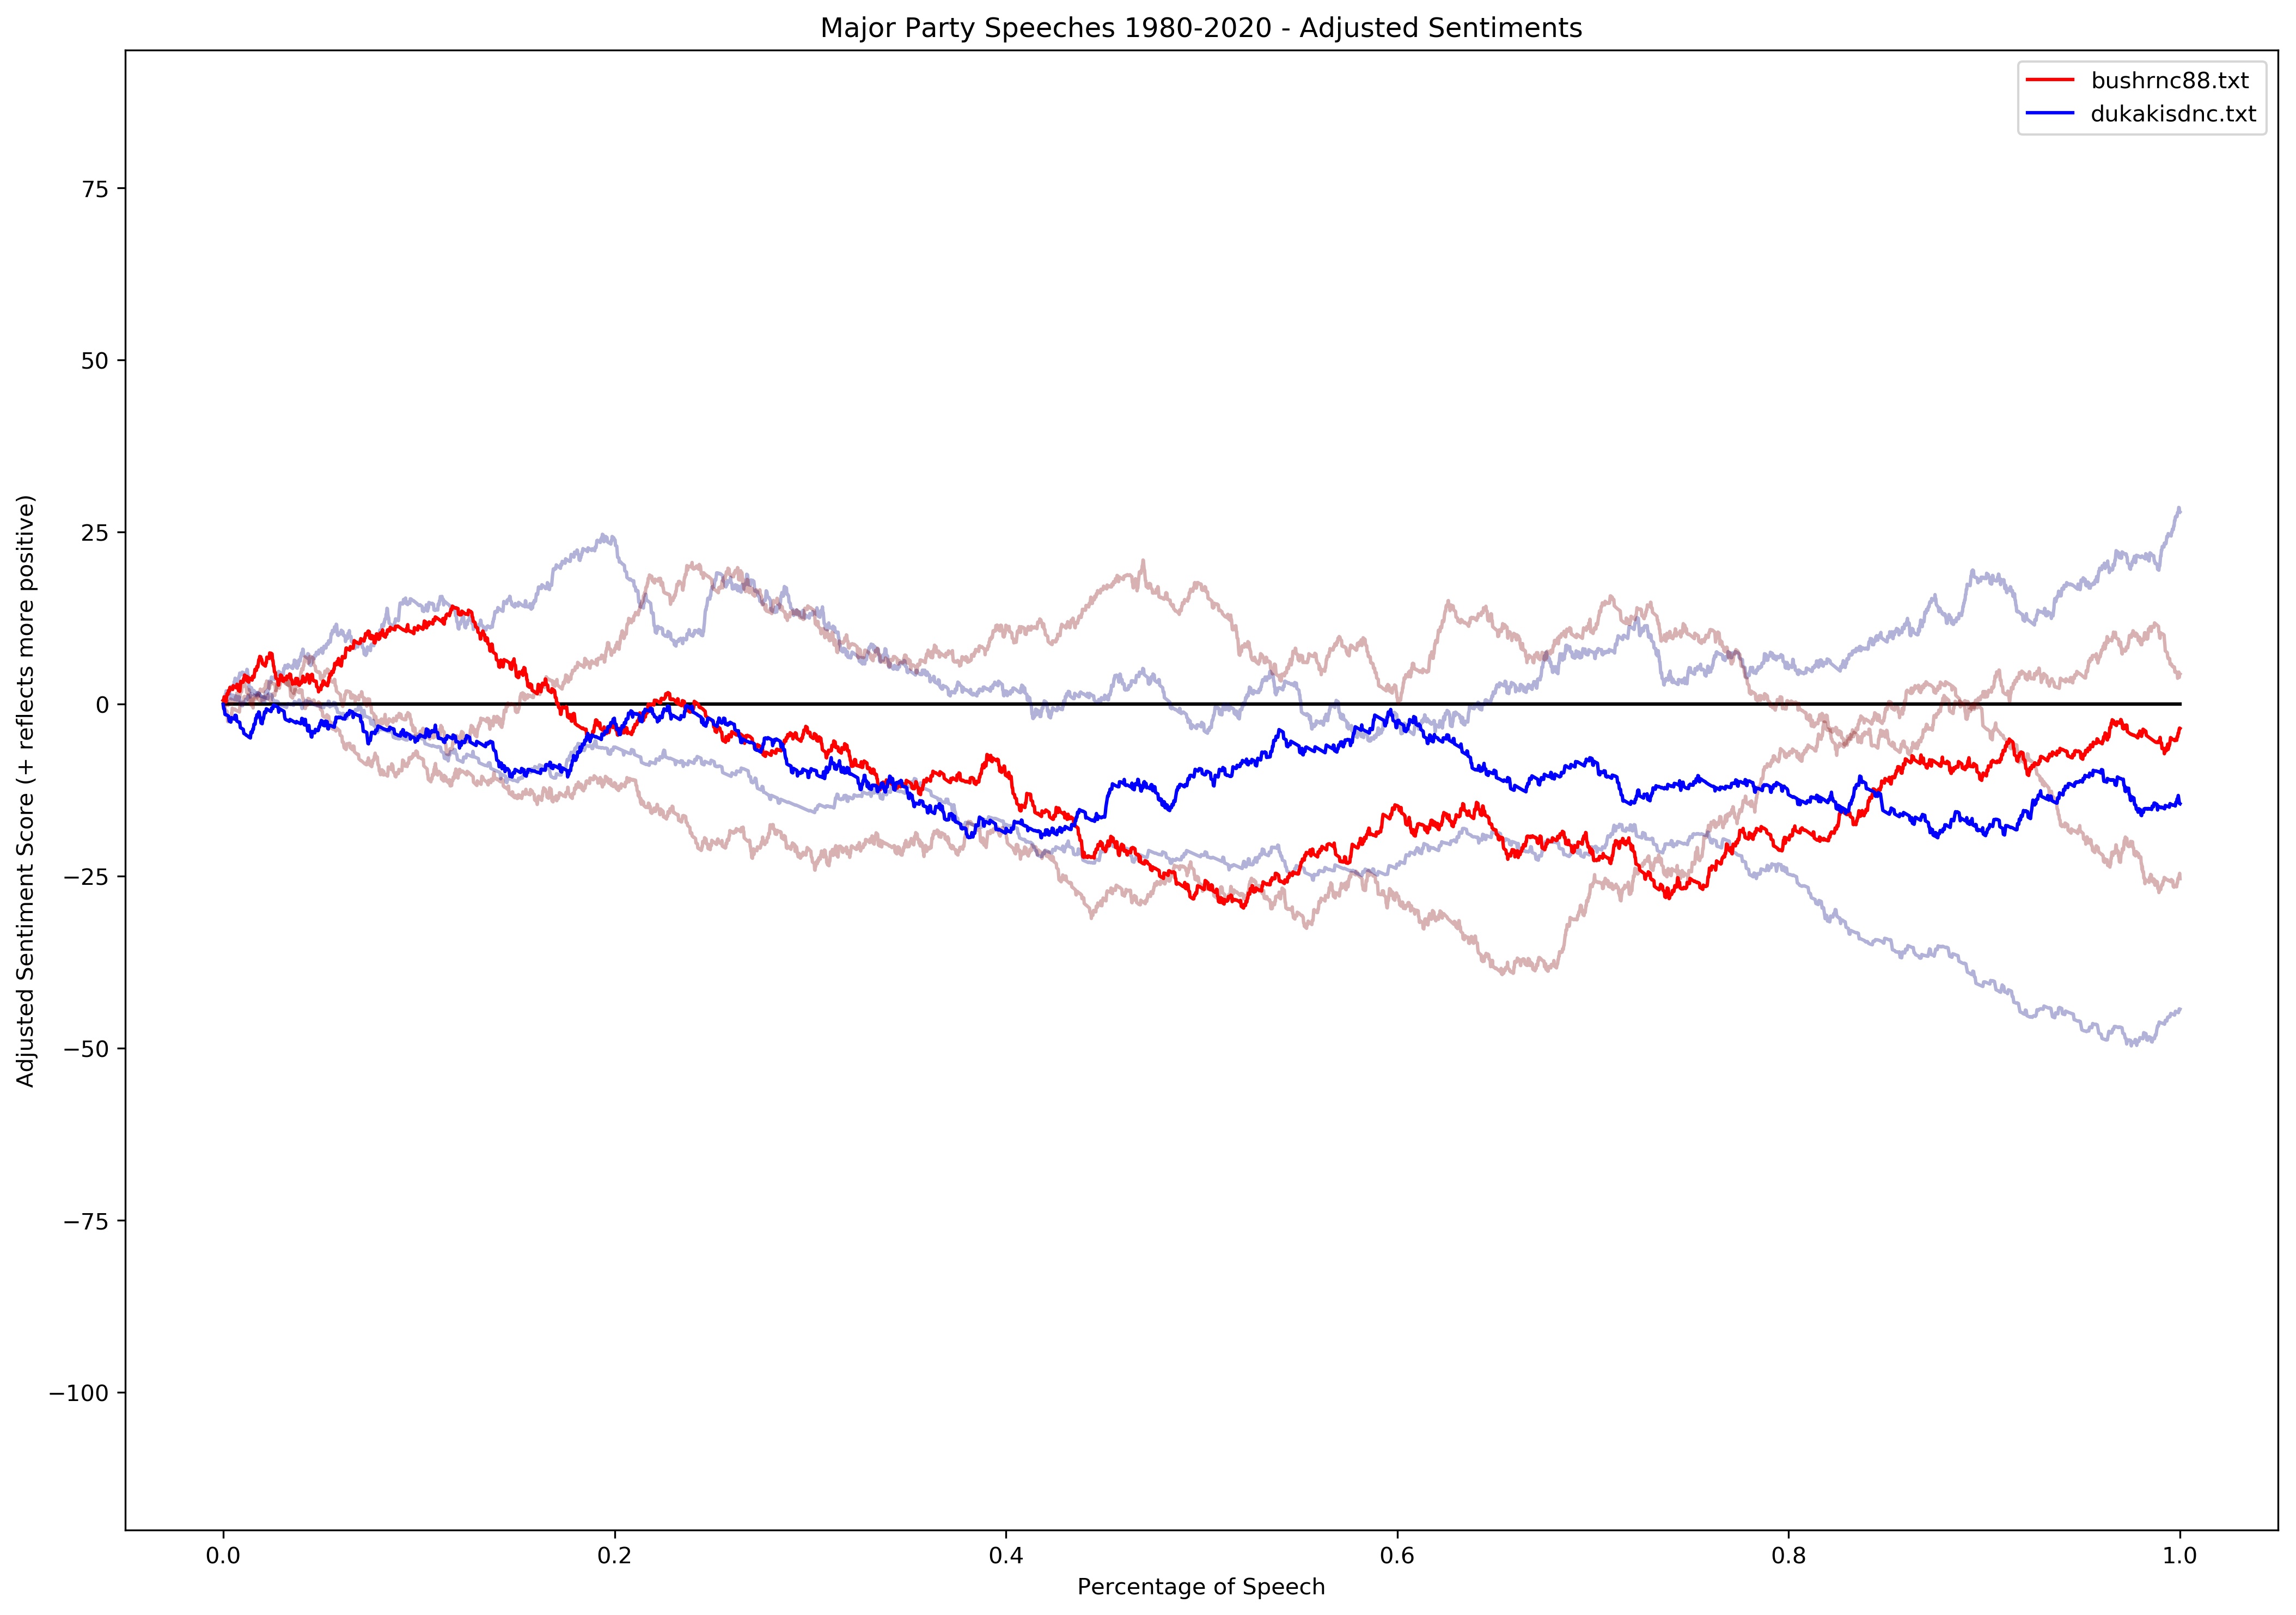 Major Party Speeches 1980-2020 - Adjusted Sentiments
bushrnc88.txt
dukakisdnc.txt
Adjusted Sentiment Score (+ reflects more positive)
75
50
25
0
−25
−50
−75
−100
0.0 0.2 0.4 0.6 0.8 1.0
Percentage of Speech